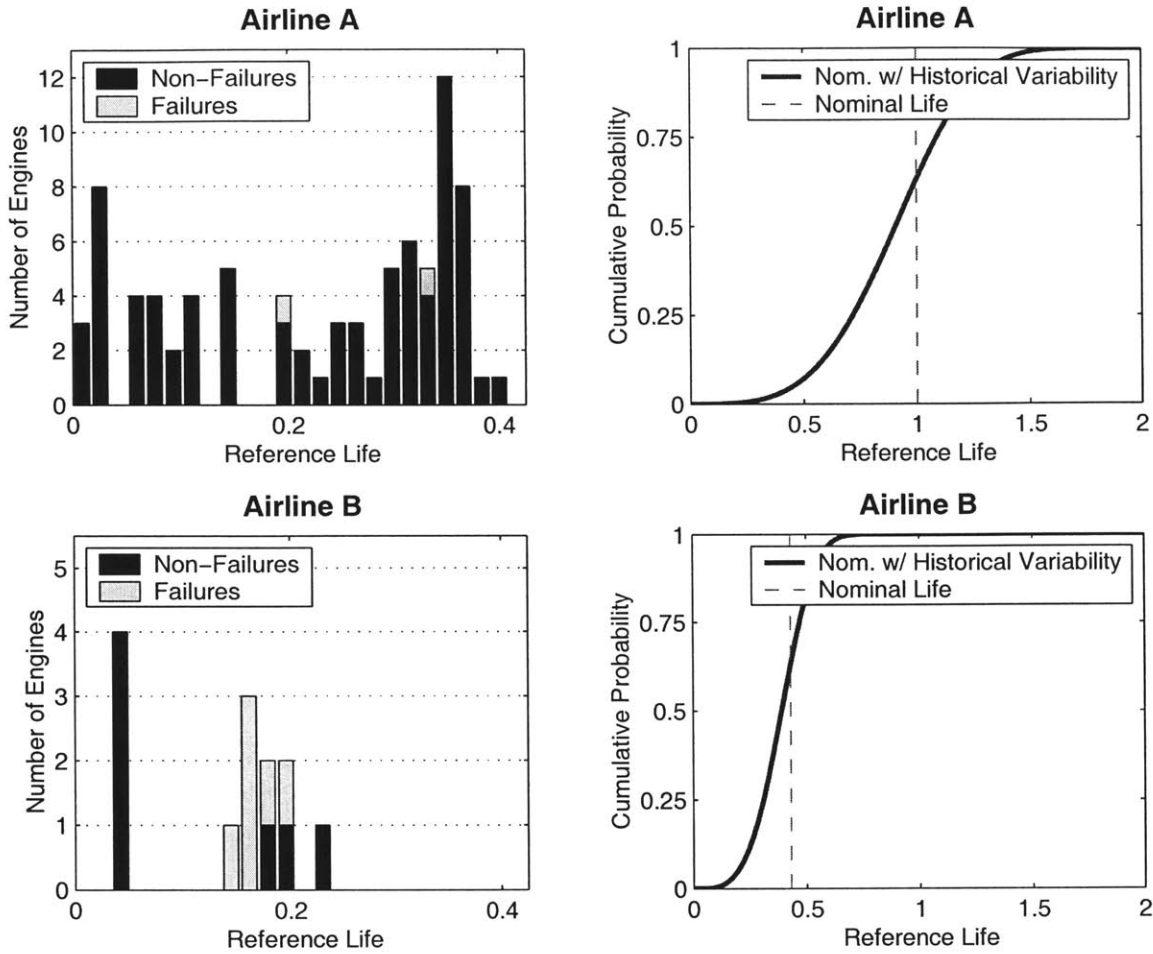 Airline A
Number of Engines
12
10
8
6
4
2
0
Non-Failures
Failures
0
0.2
0.4
Reference Life
Airline A
Cumulative Probability
1
0.75
0.5
0.25
0
Nom. w/ Historical Variability
Nominal Life
0
0.5
1
1.5
2
Reference Life
Airline B
Number of Engines
5
4
3
2
1
0
Non-Failures
Failures
0
0.2
0.4
Reference Life
Airline B
Cumulative Probability
1
0.75
0.5
0.25
0
Nom. w/ Historical Variability
Nominal Life
0
0.5
1
1.5
2
Reference Life